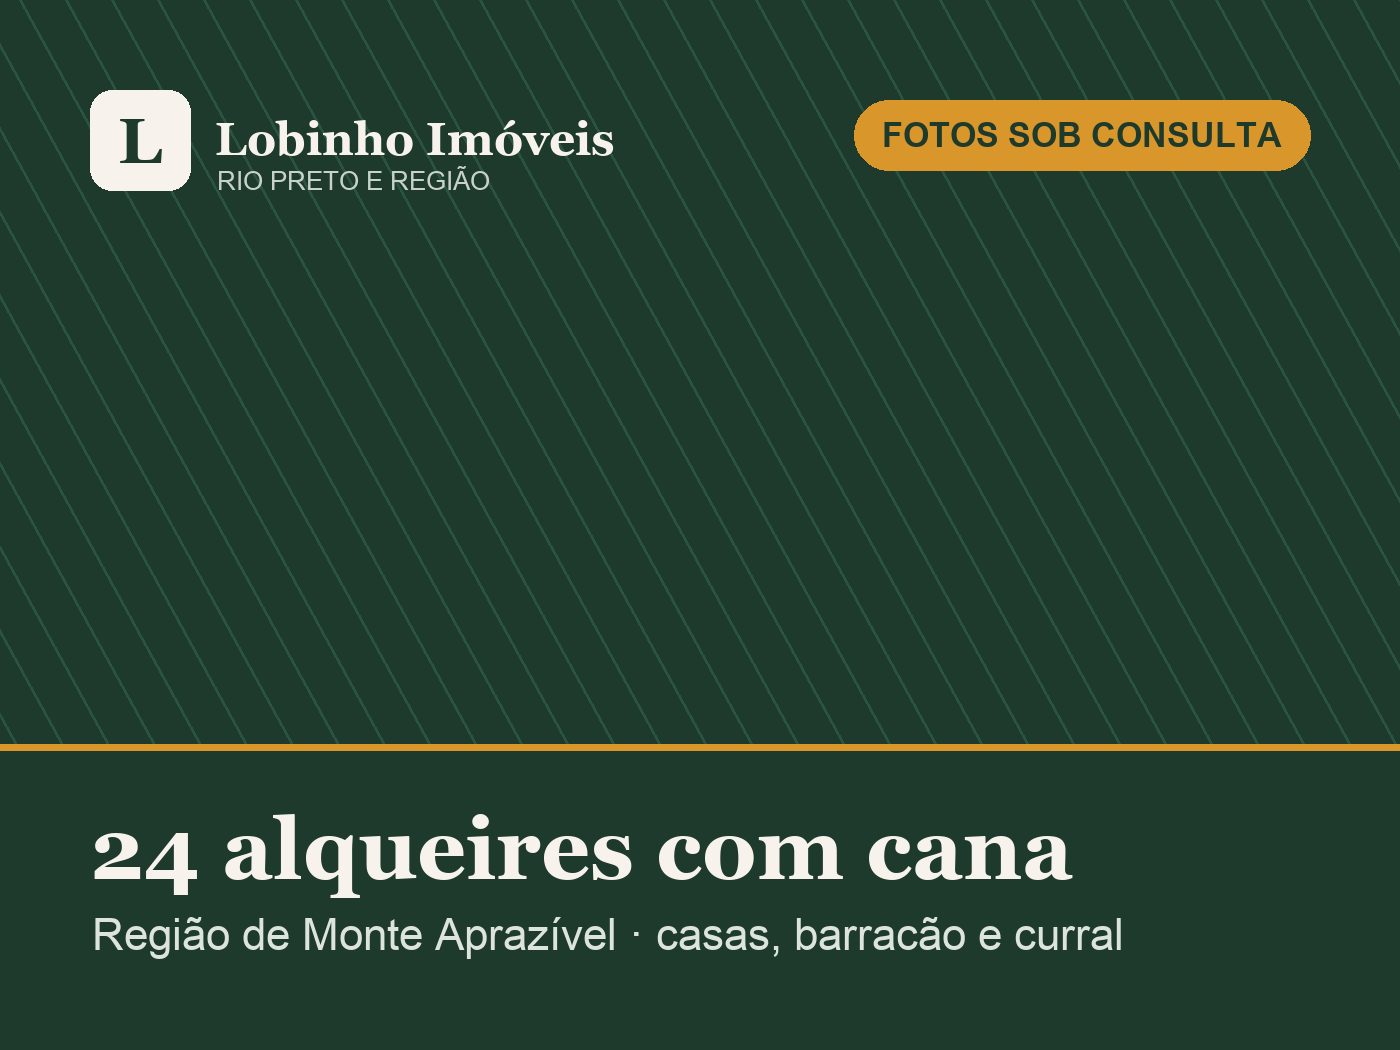 L
Lobinho Imóveis
RIO PRETO E REGIÃO
FOTOS SOB CONSULTA
24 alqueires com cana
Região de Monte Aprazível · casas, barracão e curral